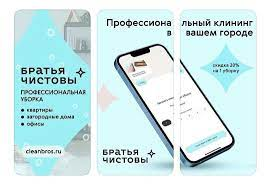 БРАТЬЯ
ЧИСТОВЫ
ПРОФЕССИОНАЛЬНАЯ
УБОРКА
• квартиры
• загородные дома
• офисы
cleanbros.ru
Профессиональный клининг
в вашем городе
БРАТЬЯ
ЧИСТОВЫ
скидка 20%
на 1 уборку